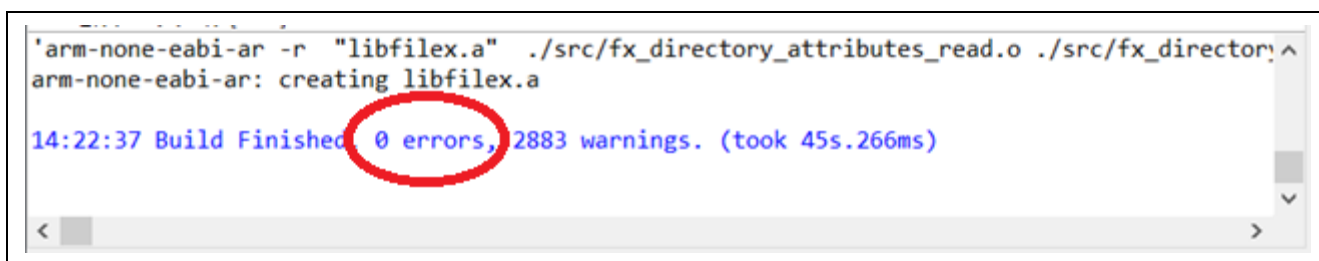 'arm-none-eabi-ar -r "libfilex.a" ./src/fx_directory_attributes_read.o ./src/fx_directory
arm-none-eabi-ar: creating libfilex.a
14:22:37 Build Finished. 0 errors, 2883 warnings. (took 45s.266ms)